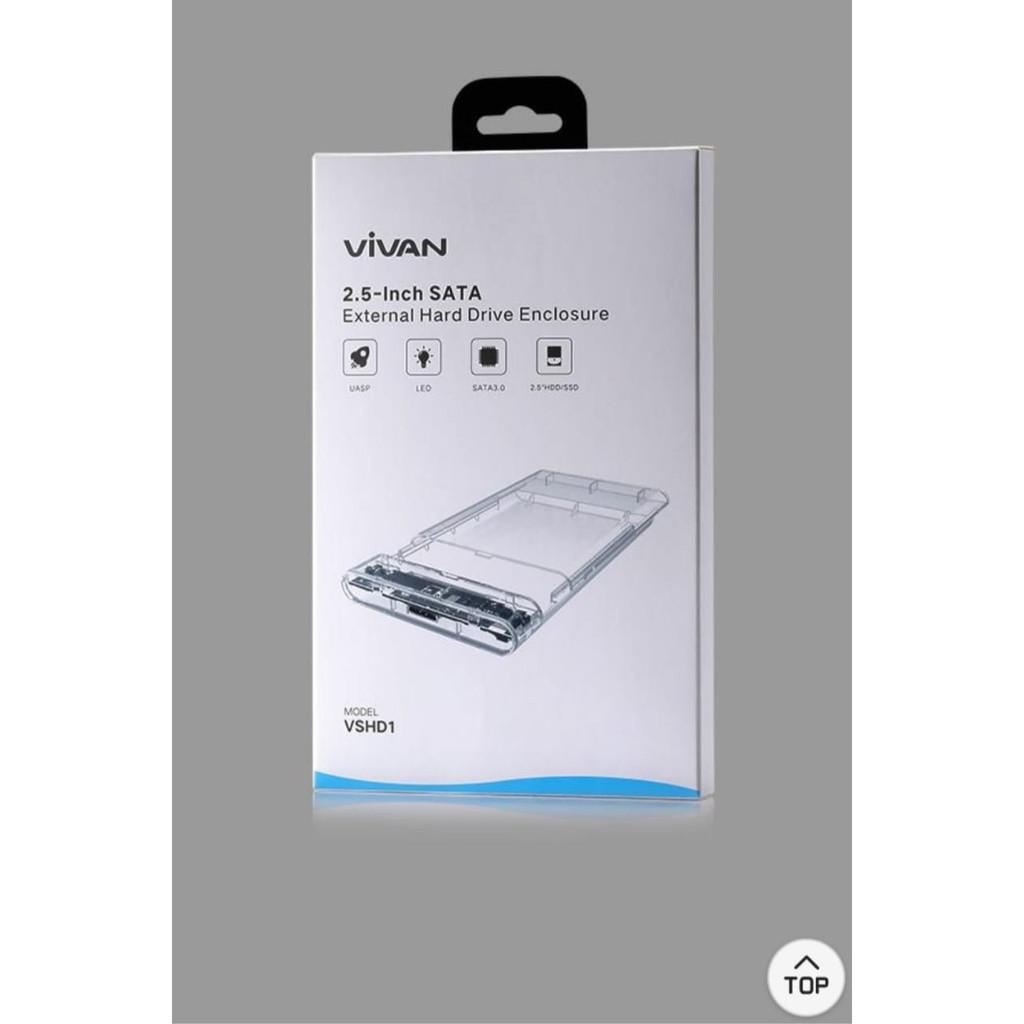 ViVAN
2.5-Inch SATA
External Hard Drive Enclosure
UASP
LED
SATA3.0
2.5"HDD/SSD
MODEL
VSHD1
TOP